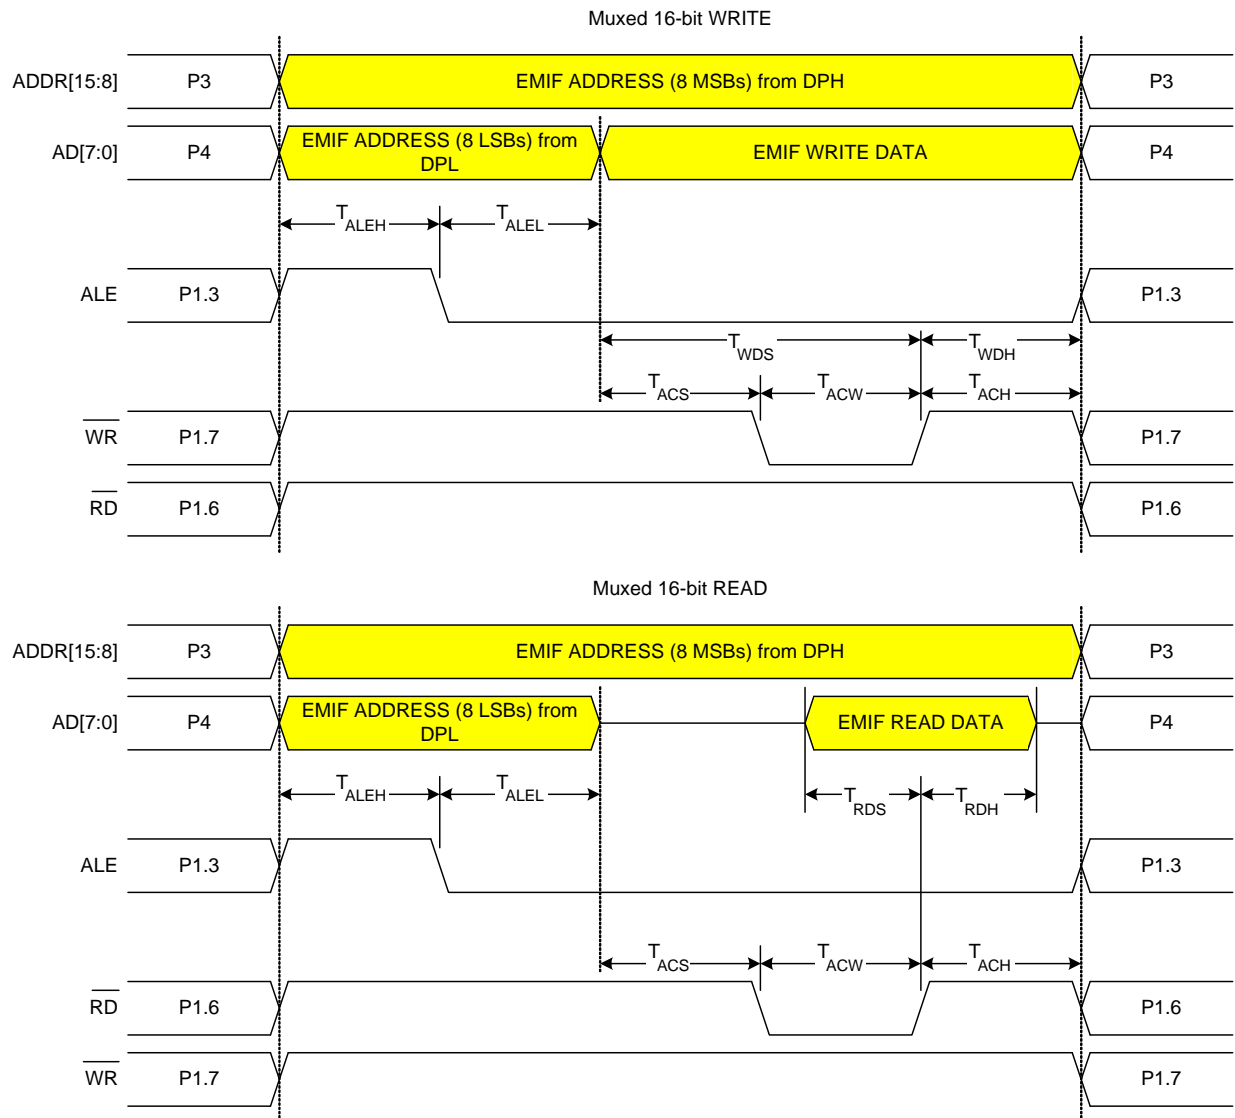 Muxed 16-bit WRITE
ADDR[15:8] P3 EMIF ADDRESS (8 MSBs) from DPH P3
AD[7:0] P4 EMIF ADDRESS (8 LSBs) from DPL EMIF WRITE DATA P4
TALEH TALEL
ALE P1.3 P1.3
TWDS TWDH
TACS TACW TACH
WR P1.7 P1.7
RD P1.6 P1.6
Muxed 16-bit READ
ADDR[15:8] P3 EMIF ADDRESS (8 MSBs) from DPH P3
AD[7:0] P4 EMIF ADDRESS (8 LSBs) from DPL EMIF READ DATA P4
TALEH TALEL TRDS TRDH
ALE P1.3 P1.3
TACS TACW TACH
RD P1.6 P1.6
WR P1.7 P1.7